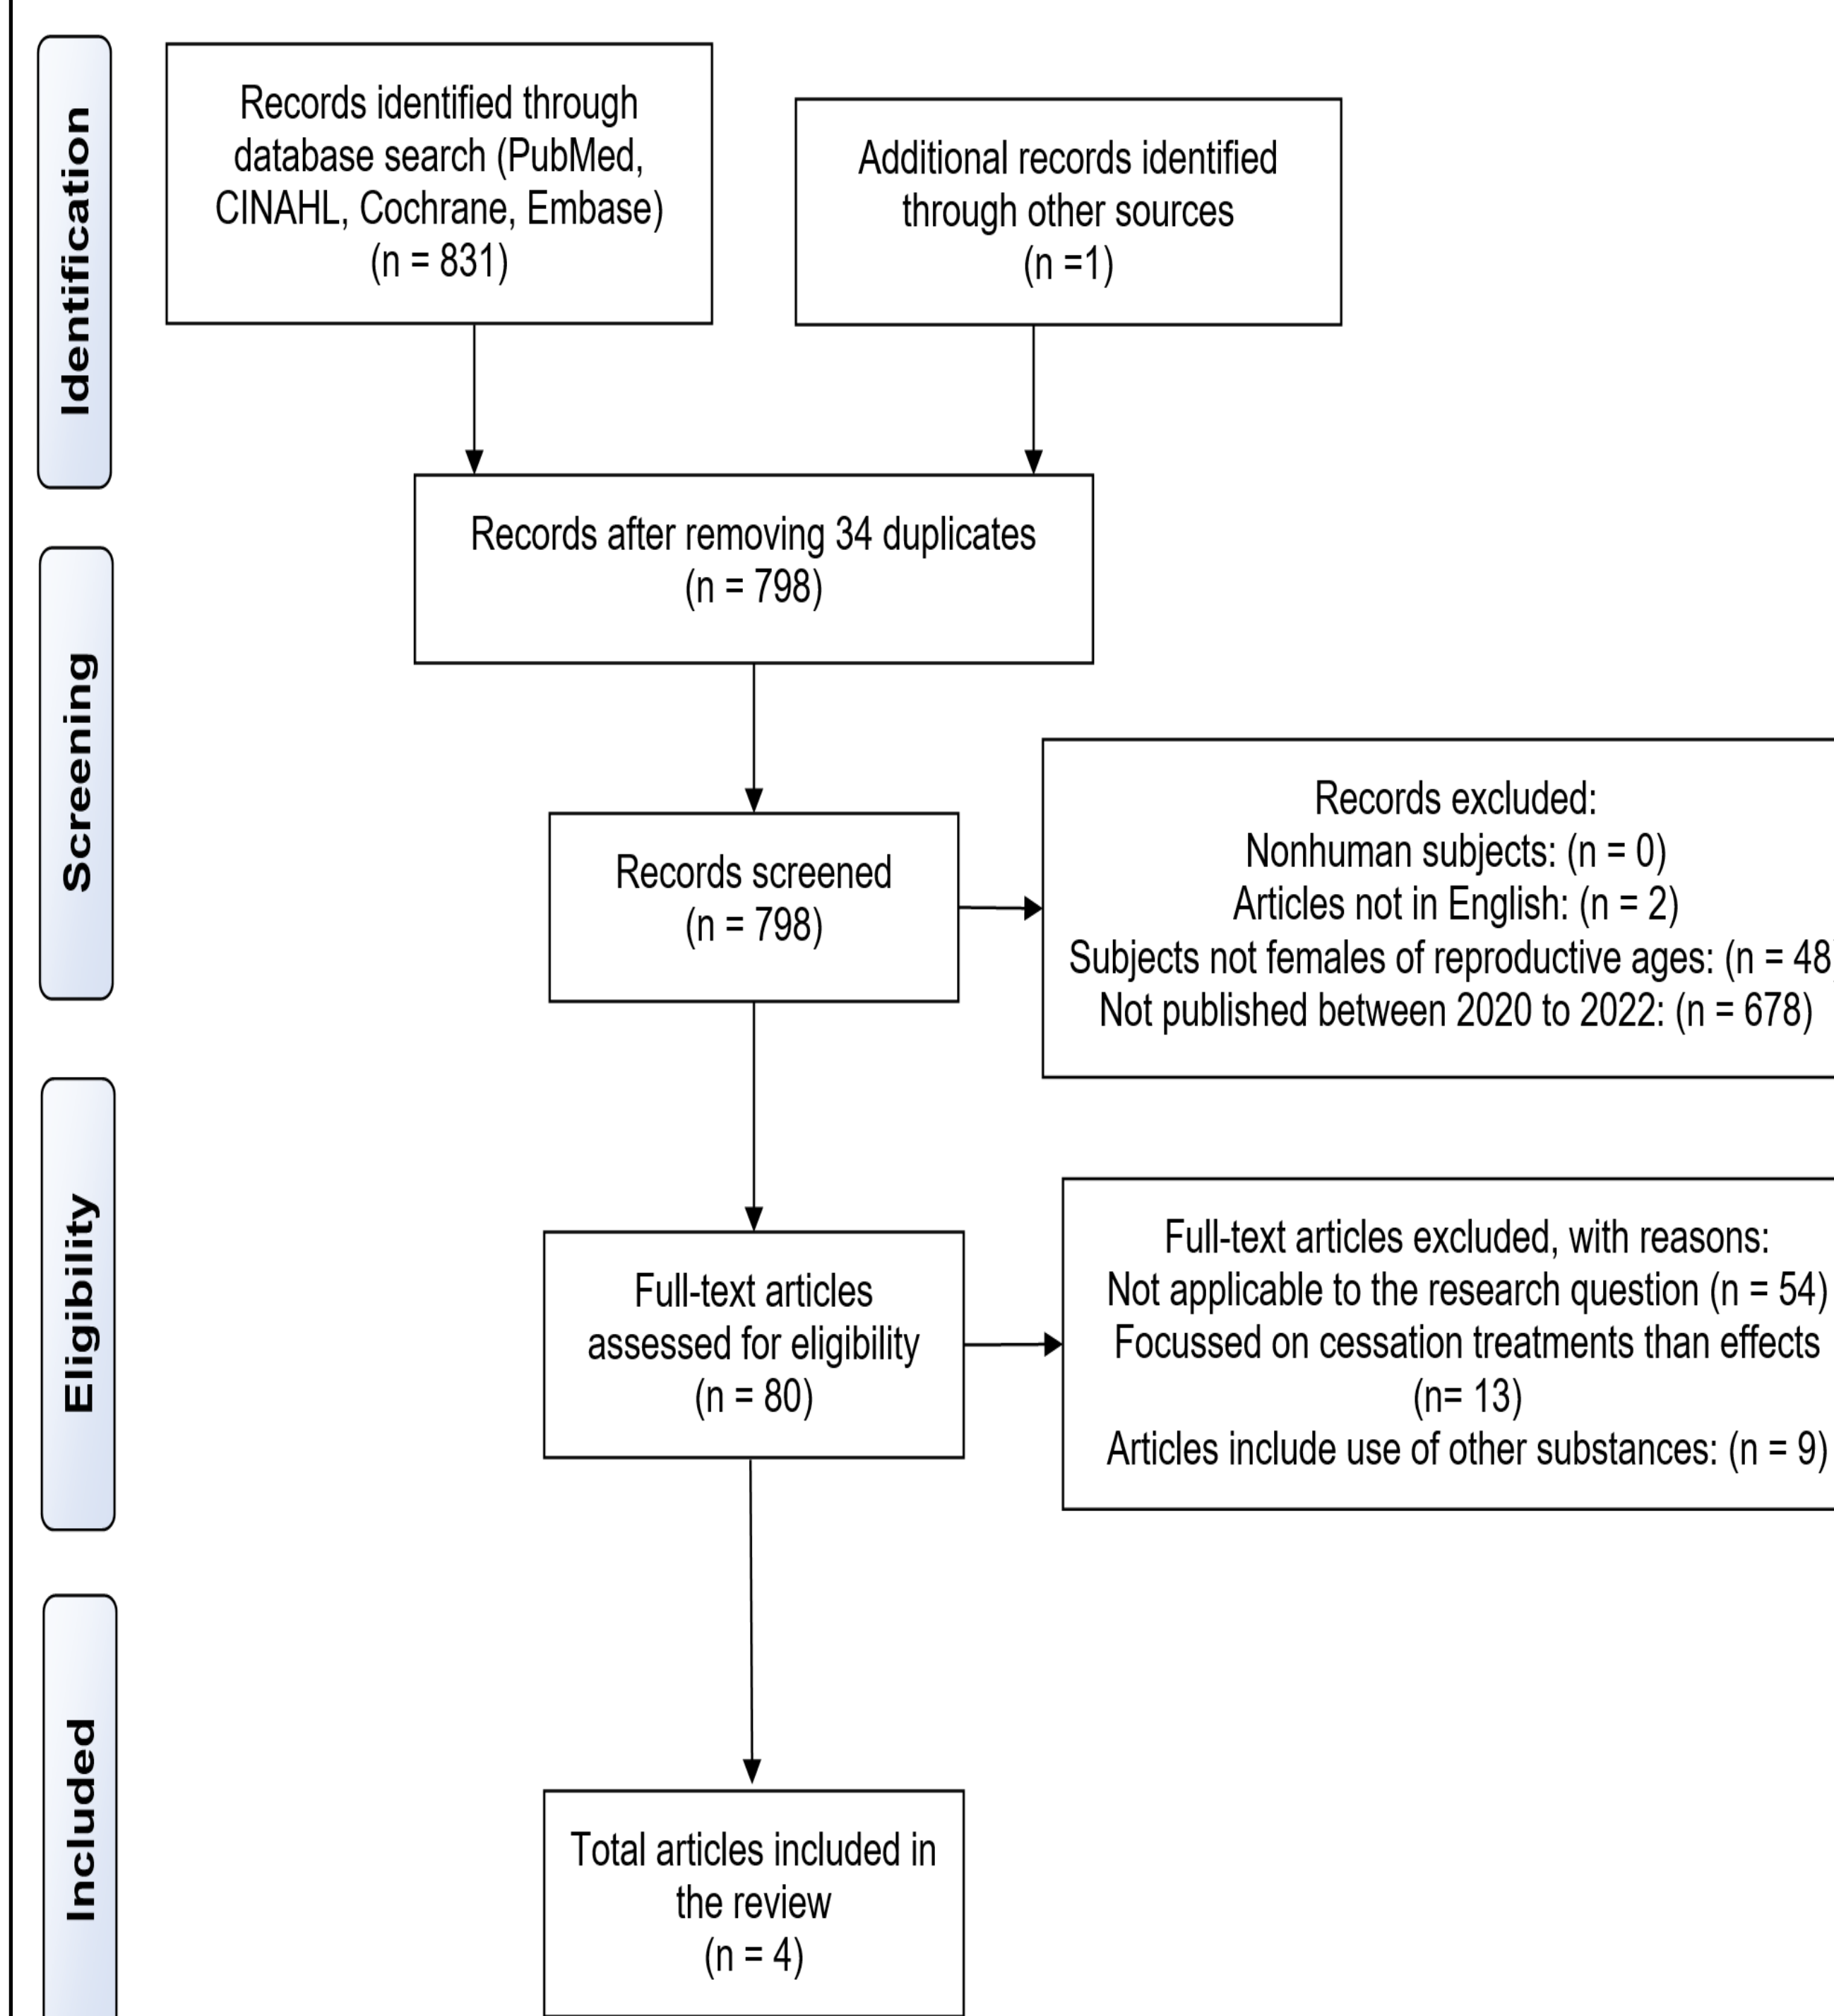 Identification
Records identified through
database search (PubMed,
CINAHL, Cochrane, Embase)
(n = 831)
Additional records identified
through other sources
(n =1)
Records after removing 34 duplicates
(n = 798)
Screening
Records screened
(n = 798)
Records excluded:
Nonhuman subjects: (n = 0)
Articles not in English: (n = 2)
Subjects not females of reproductive ages: (n = 48
Not published between 2020 to 2022: (n = 678)
Eligibility
Full-text articles
assessed for eligibility
(n = 80)
Full-text articles excluded, with reasons:
Not applicable to the research question (n = 54)
Focussed on cessation treatments than effects
(n= 13)
Articles include use of other substances: (n = 9)
Included
Total articles included in
the review
(n = 4)